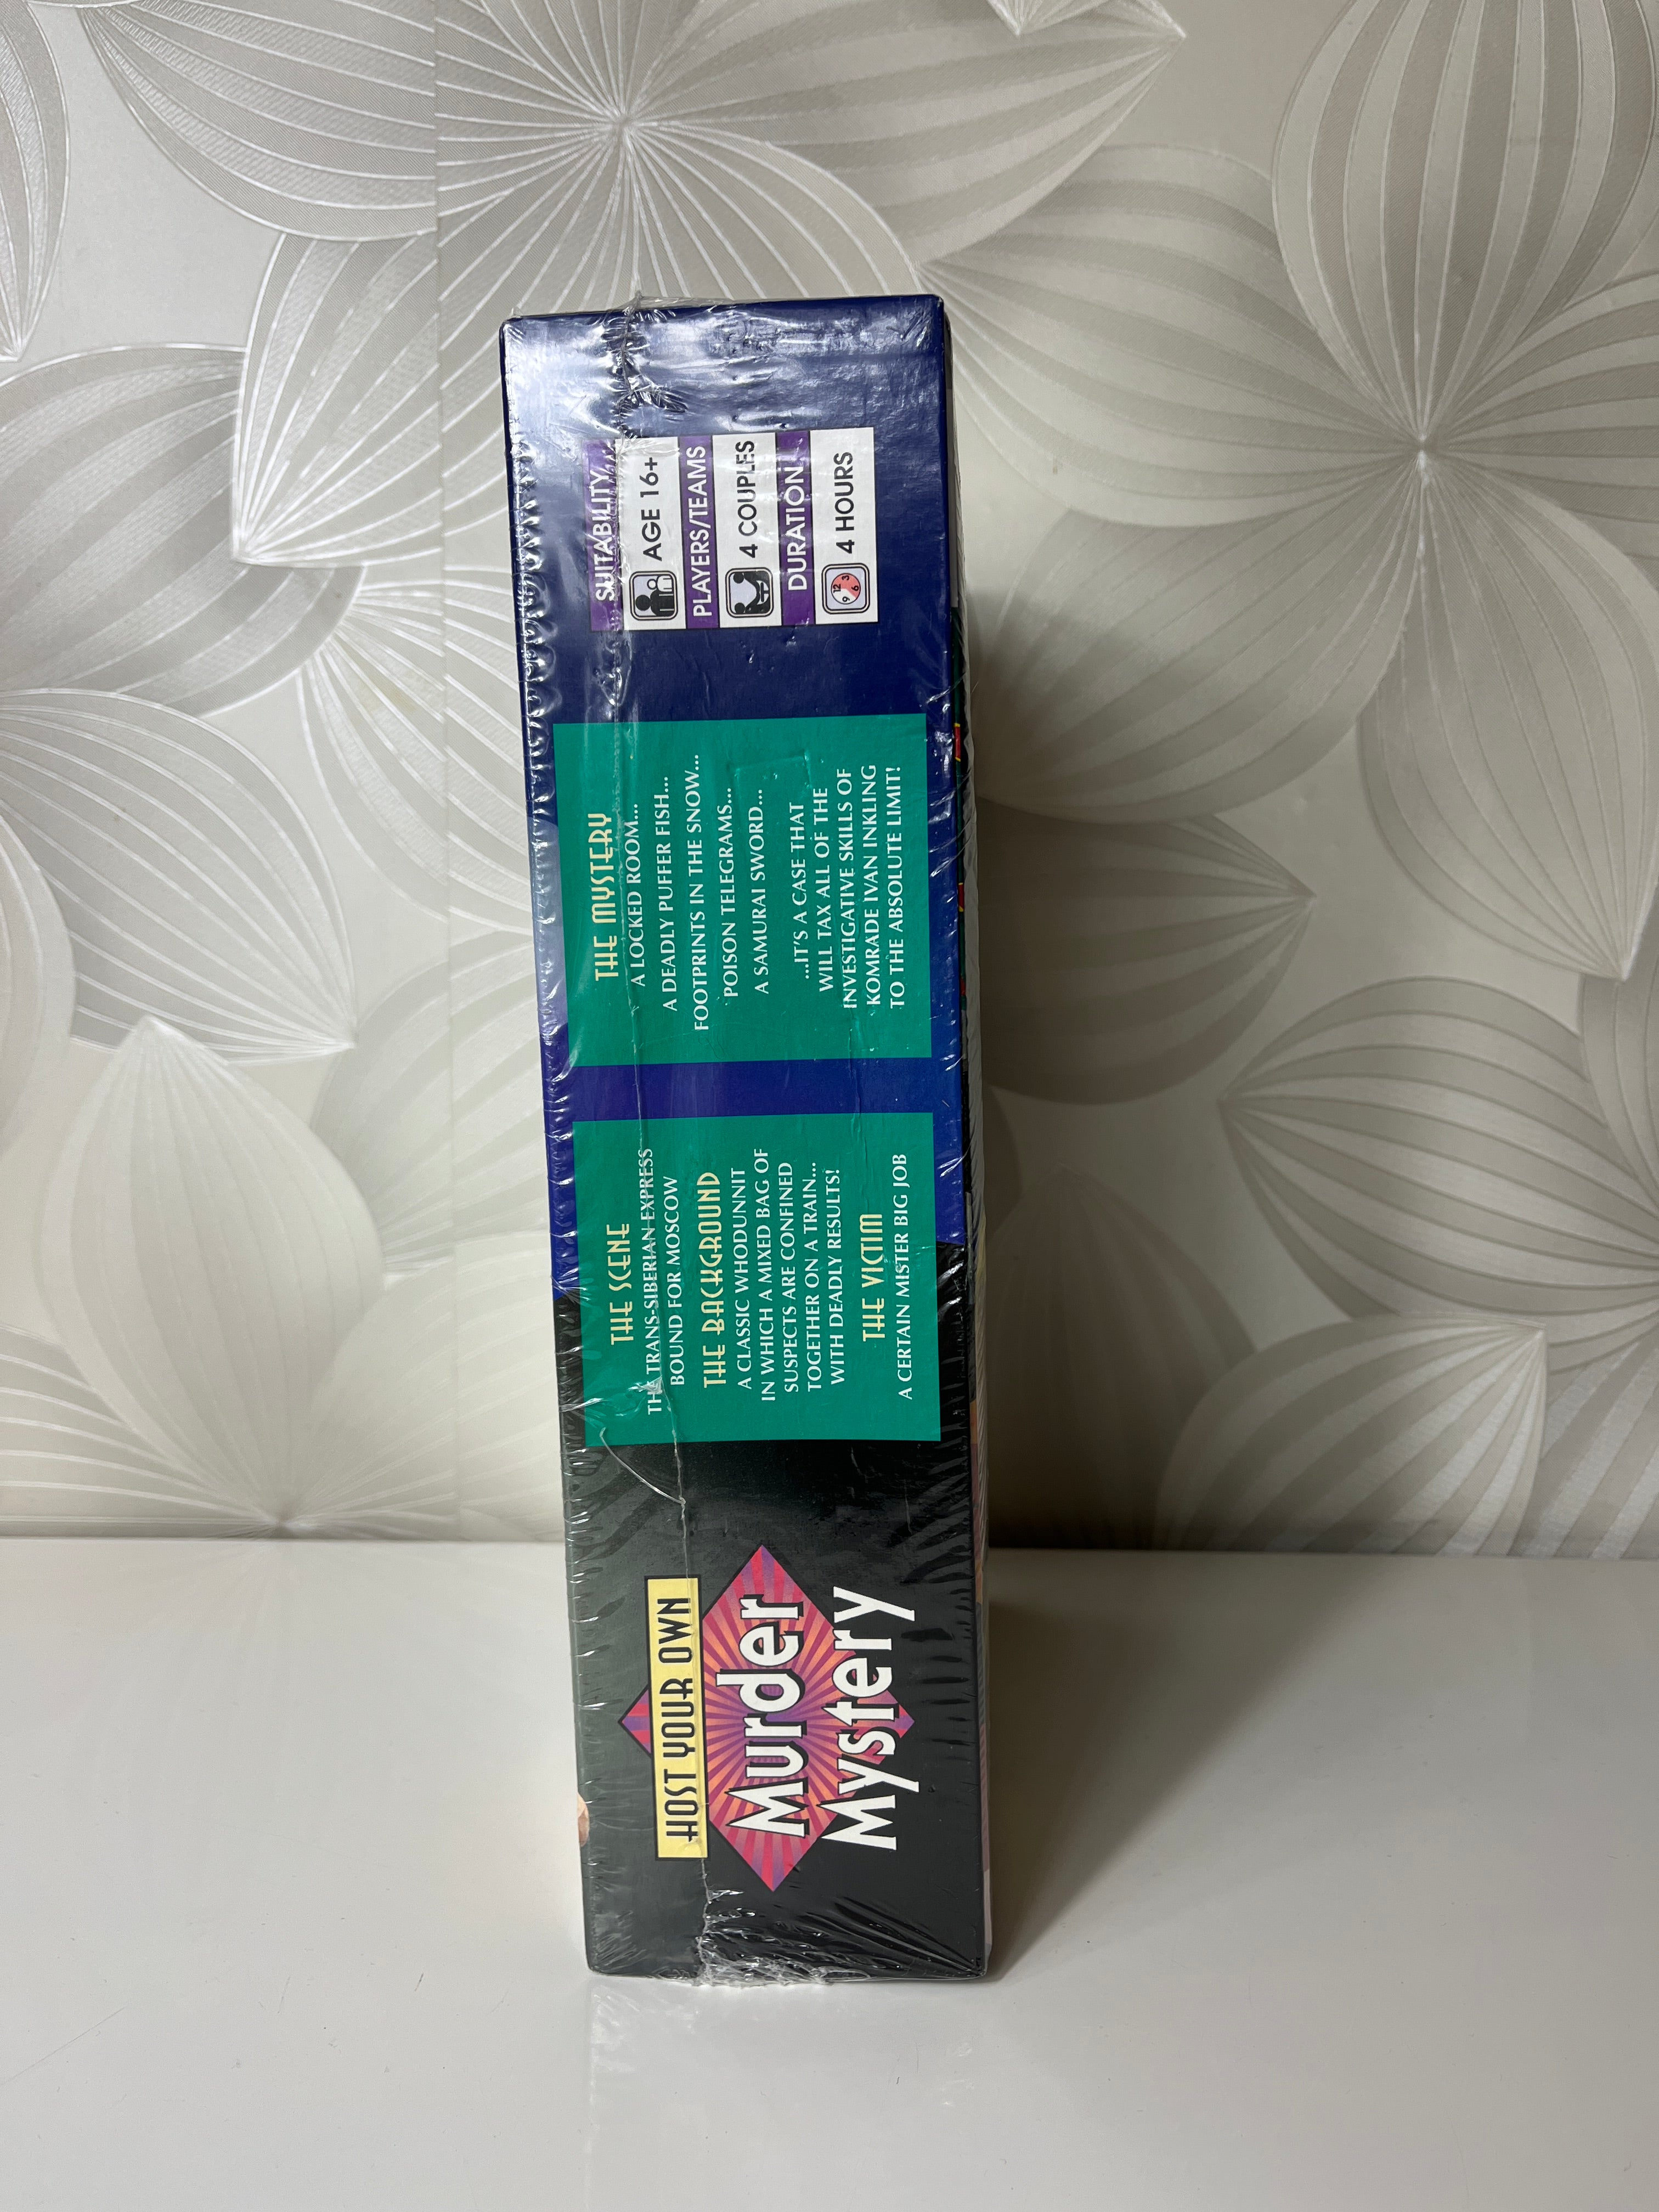 HOST YOUR OWN
Murder
Mystery
THE SCENE
THE TRANS-SIBERIAN EXPRESS
BOUND FOR MOSCOW
THE BACKGROUND
A CLASSIC WHODUNNIT
IN WHICH A MIXED BAG OF
SUSPECTS ARE CONFINED
TOGETHER ON A TRAIN...
WITH DEADLY RESULTS!
THE VICTIM
A CERTAIN MISTER BIG JOB
THE MYSTERY
A LOCKED ROOM...
A DEADLY PUFFER FISH...
FOOTPRINTS IN THE SNOW...
POISON TELEGRAMS...
A SAMURAI SWORD...
...IT'S A CASE THAT
WILL TAX ALL OF THE
INVESTIGATIVE SKILLS OF
KOMRADE IVAN INKLING
TO THE ABSOLUTE LIMIT!
SUITABILITY
AGE 16+
PLAYERS/TEAMS
4 COUPLES
DURATION
12
3
6
9
4 HOURS